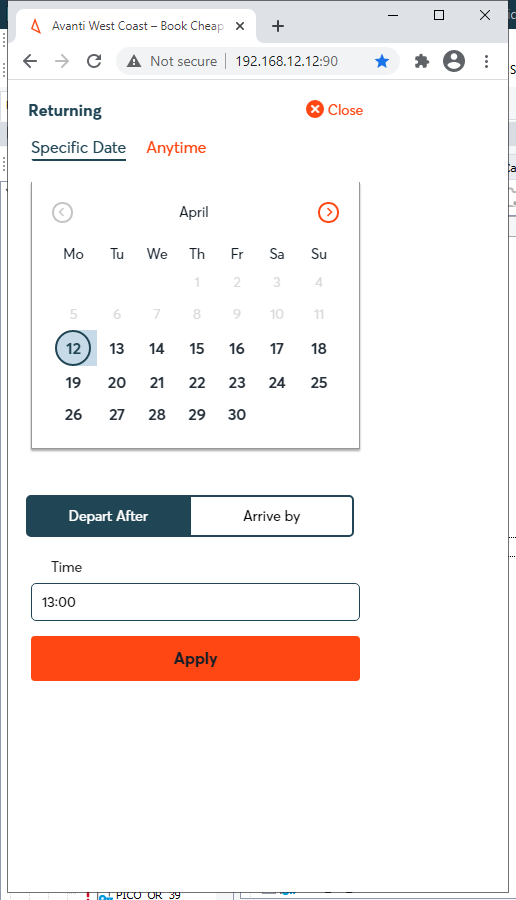 Avanti West Coast – Book Cheap
Not secure
192.168.12.12:90
Returning
Close
Specific Date
Anytime
April
Mo Tu We Th Fr Sa Su
1 2 3 4
5 6 7 8 9 10 11
12 13 14 15 16 17 18
19 20 21 22 23 24 25
26 27 28 29 30
Depart After
Arrive by
Time
13:00
Apply
PICO_OR_39